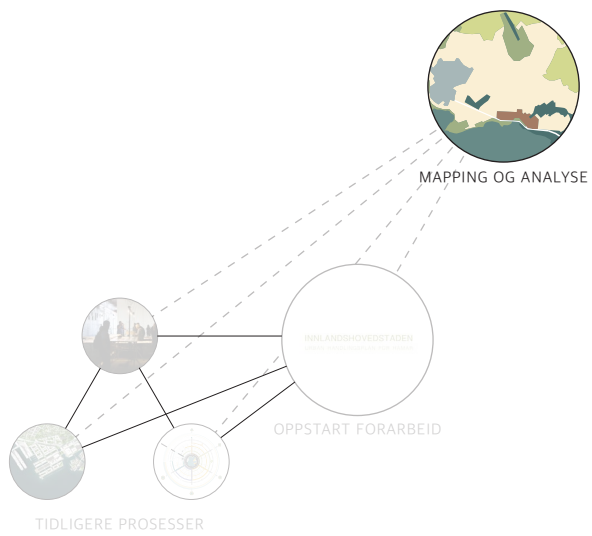 MAPPING OG ANALYSE
INNLANDSHOVEDSTADEN
OPPSTART FORARBEID
TIDLIGERE PROSESSER